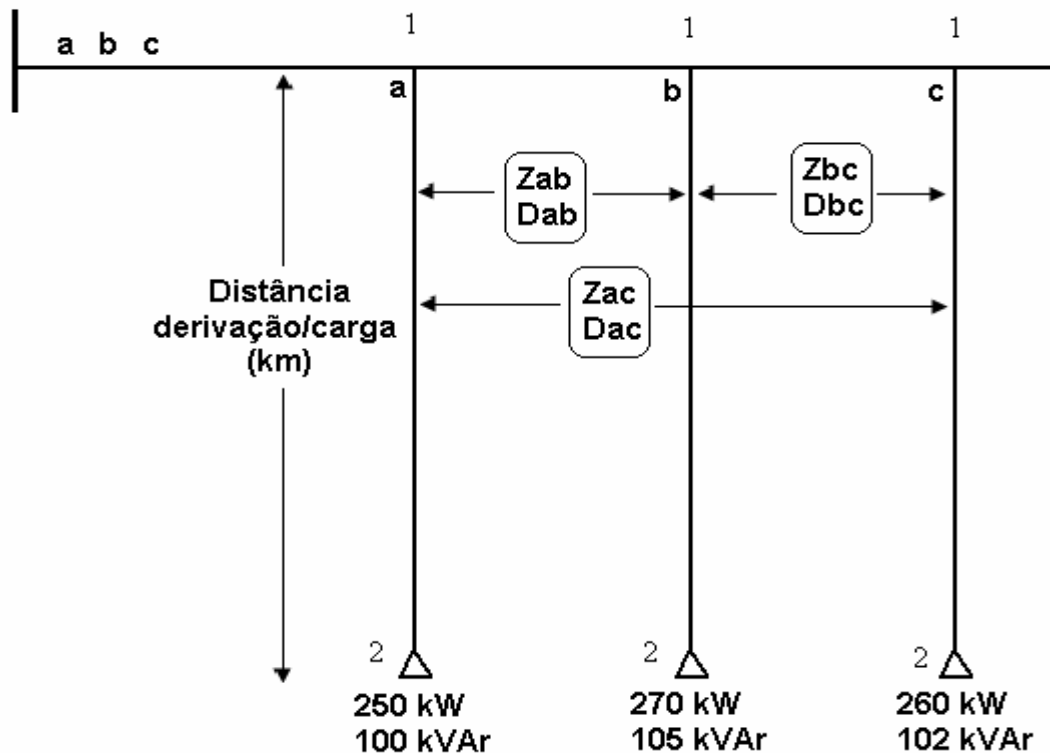 1 1 1
a b c
a b c
Zab
Dab
Zbc
Dbc
Zac
Dac
Distância
derivação/carga
(km)
2 2 2
250 kW 270 kW 260 kW
100 kVAr 105 kVAr 102 kVAr